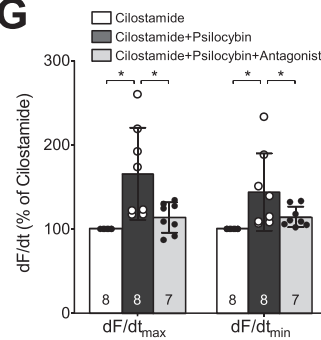 G
Cilostamide
Cilostamide+Psilocybin
Cilostamide+Psilocybin+Antagonist
dF/dt (% of Cilostamide)
300
200
100
0
* * * *
8 8 7 8 8 7
dF/dtmax dF/dtmin